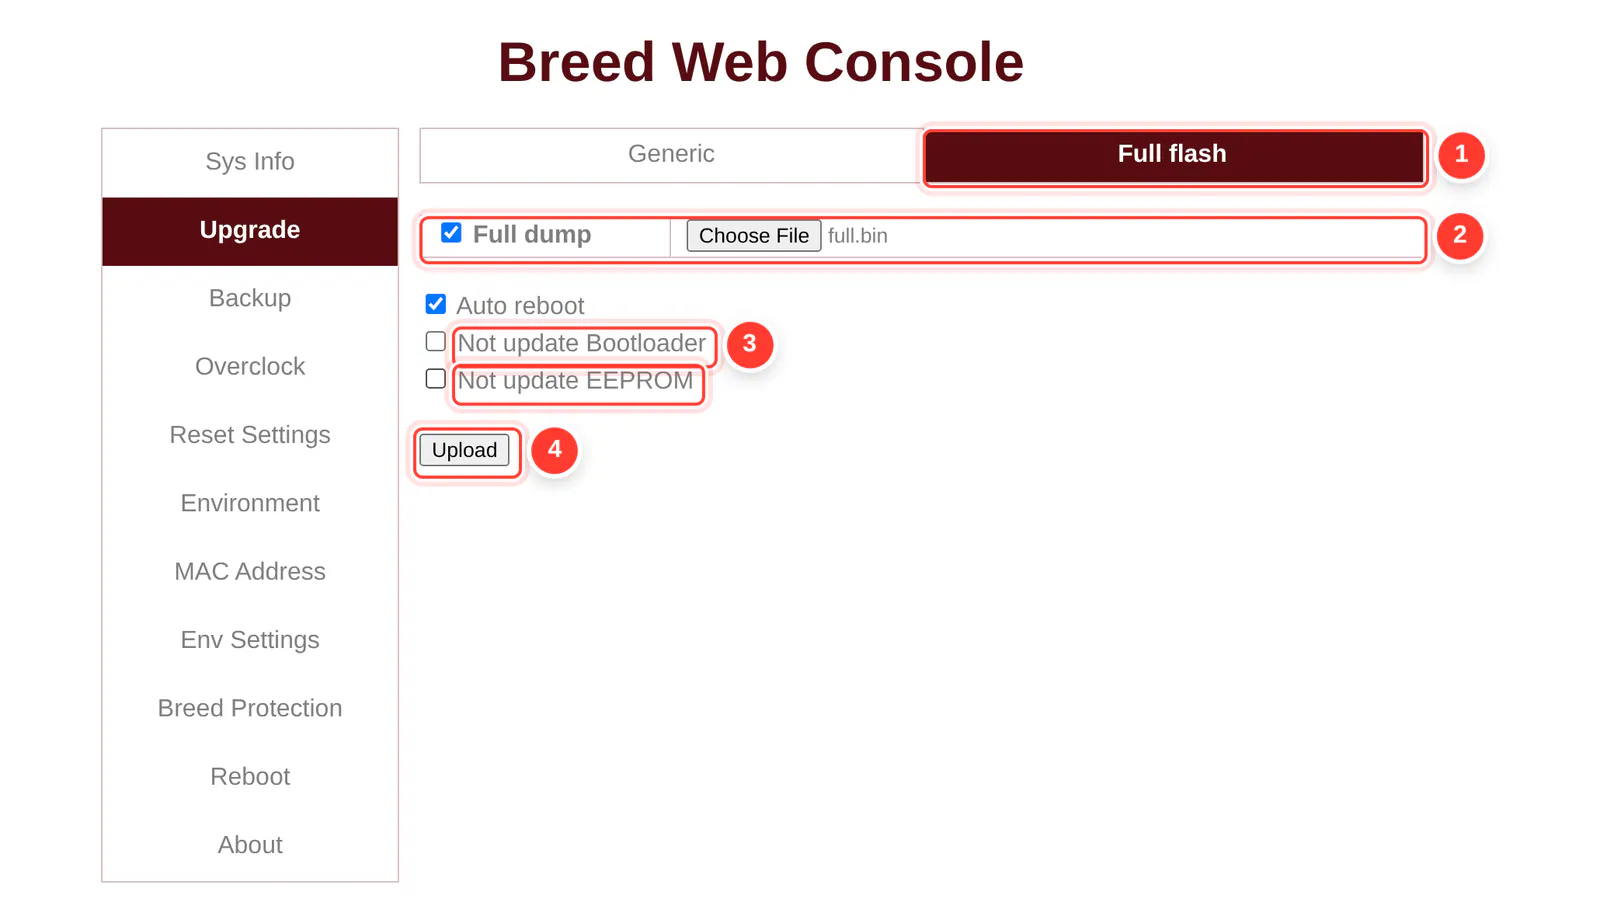 Breed Web Console
Sys Info
Upgrade
Backup
Overclock
Reset Settings
Environment
MAC Address
Env Settings
Breed Protection
Reboot
About
Generic
Full flash
1
Full dump
Choose File full.bin
2
Auto reboot
Not update Bootloader
3
Not update EEPROM
Upload
4